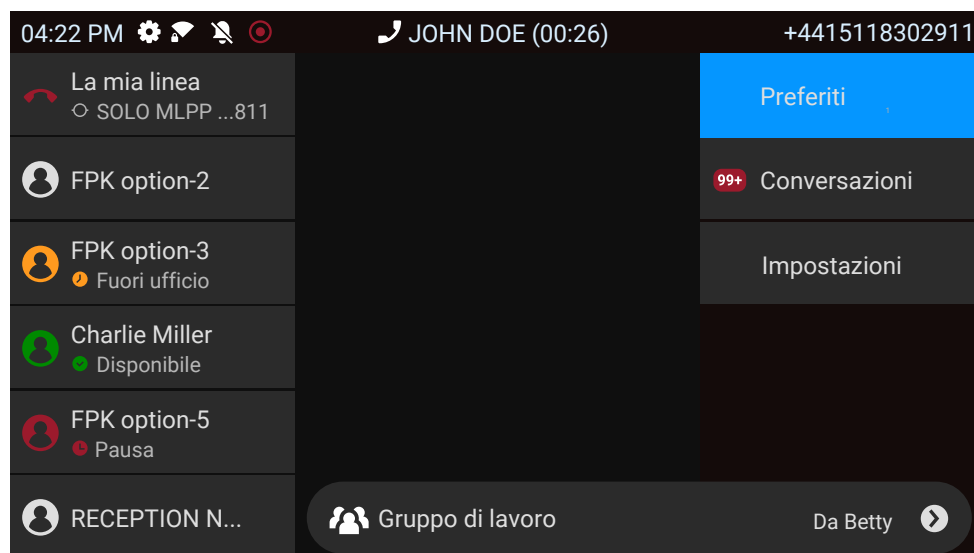 04:22 PM JOHN DOE (00:26) +4415118302911
La mia linea
SOLO MLPP ...811
FPK option-2
FPK option-3
Fuori ufficio
Charlie Miller
Disponibile
FPK option-5
Pausa
RECEPTION N...
Preferiti
99+ Conversazioni
Impostazioni
Gruppo di lavoro Da Betty